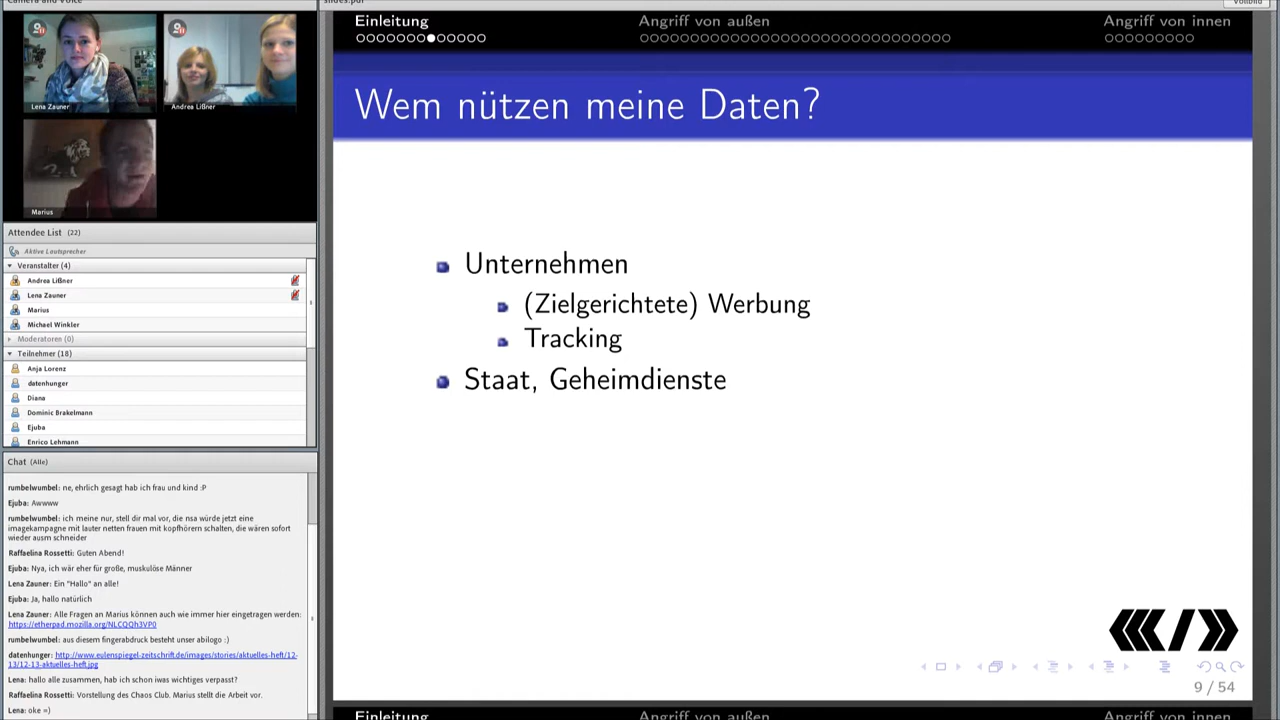 Camera and Voice
Lena Zauner
Andrea Lißner
Marius
Attendee List (22)
Aktive Lautsprecher
Veranstalter (4)
Andrea Lißner
Lena Zauner
Marius
Michael Winkler
Moderatoren (0)
Teilnehmer (18)
Anja Lorenz
datenhunger
Diana
Dominic Brakelmann
Ejuba
Enrico Lehmann
Chat (Alle)
rumbelwumbel: ne, ehrlich gesagt hab ich frau und kind :P
Ejuba: Awwww
rumbelwumbel: ich meine nur, stell dir mal vor, die nsa würde jetzt eine
imagekampagne mit lauter netten frauen mit kopfhörern schalten, die wären sofort
wieder ausm schneider
Raffaelina Rossetti: Guten Abend!
Ejuba: Nya, ich wär eher für große, muskulöse Männer
Lena Zauner: Ein "Hallo" an alle!
Ejuba: Ja, hallo natürlich
Lena Zauner: Alle Fragen an Marius können auch wie immer hier eingetragen werden:
https://etherpad.mozilla.org/NLCQQh3VP0
rumbelwumbel: aus diesem fingerabdruck besteht unser abilogo :)
datenhunger: http://www.eulenspiegel-zeitschrift.de/images/stories/aktuelles-heft/12-
13/12-13-aktuelles-heft.jpg
Lena: hallo alle zusammen, hab ich schon iwas wichtiges verpasst?
Raffaelina Rossetti: Vorstellung des Chaos Club. Marius stellt die Arbeit vor.
Lena: oke =)
slides.pdf
Vollbild
Einleitung
Angriff von außen
Angriff von innen
Wem nützen meine Daten?
Unternehmen
(Zielgerichtete) Werbung
Tracking
Staat, Geheimdienste
9 / 54
Einleitung
Angriff von außen
Angriff von innen